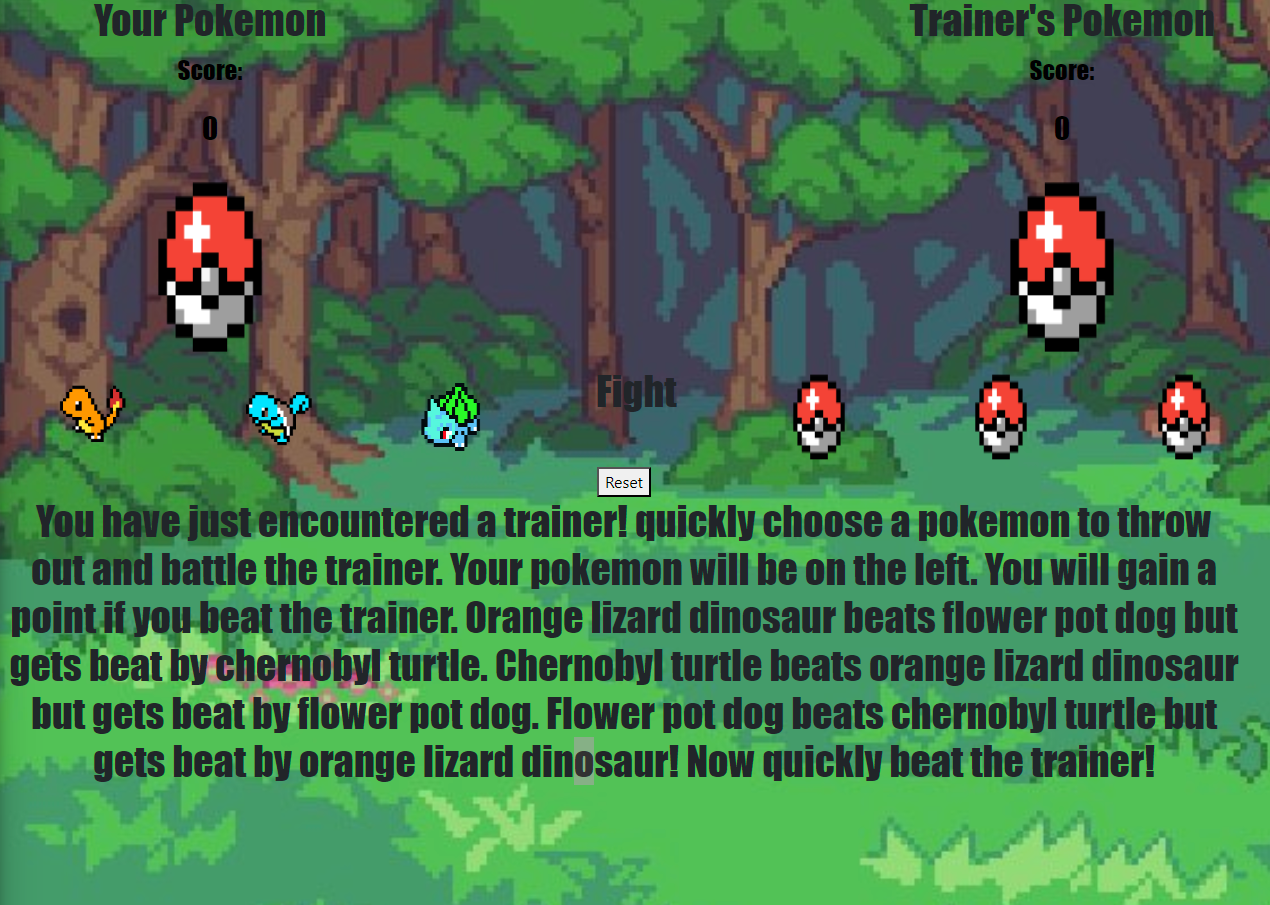 Your Pokemon
Trainer's Pokemon
Score:
Score:
0
0
Fight
Reset
You have just encountered a trainer! quickly choose a pokemon to throw
out and battle the trainer. Your pokemon will be on the left. You will gain a
point if you beat the trainer. Orange lizard dinosaur beats flower pot dog but
gets beat by chernobyl turtle. Chernobyl turtle beats orange lizard dinosaur
but gets beat by flower pot dog. Flower pot dog beats chernobyl turtle but
gets beat by orange lizard dinosaur! Now quickly beat the trainer!